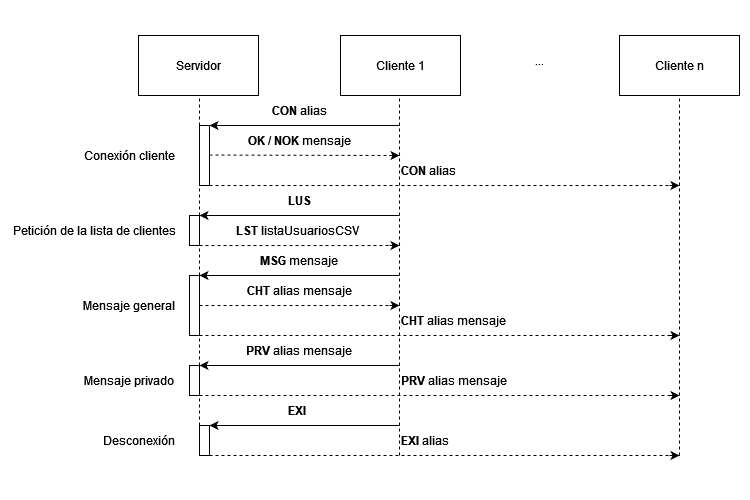 Servidor
Cliente 1
...
Cliente n
CON alias
OK / NOK mensaje
Conexión cliente
CON alias
LUS
Petición de la lista de clientes
LST listaUsuariosCSV
MSG mensaje
CHT alias mensaje
Mensaje general
CHT alias mensaje
PRV alias mensaje
Mensaje privado
PRV alias mensaje
EXI
Desconexión
EXI alias